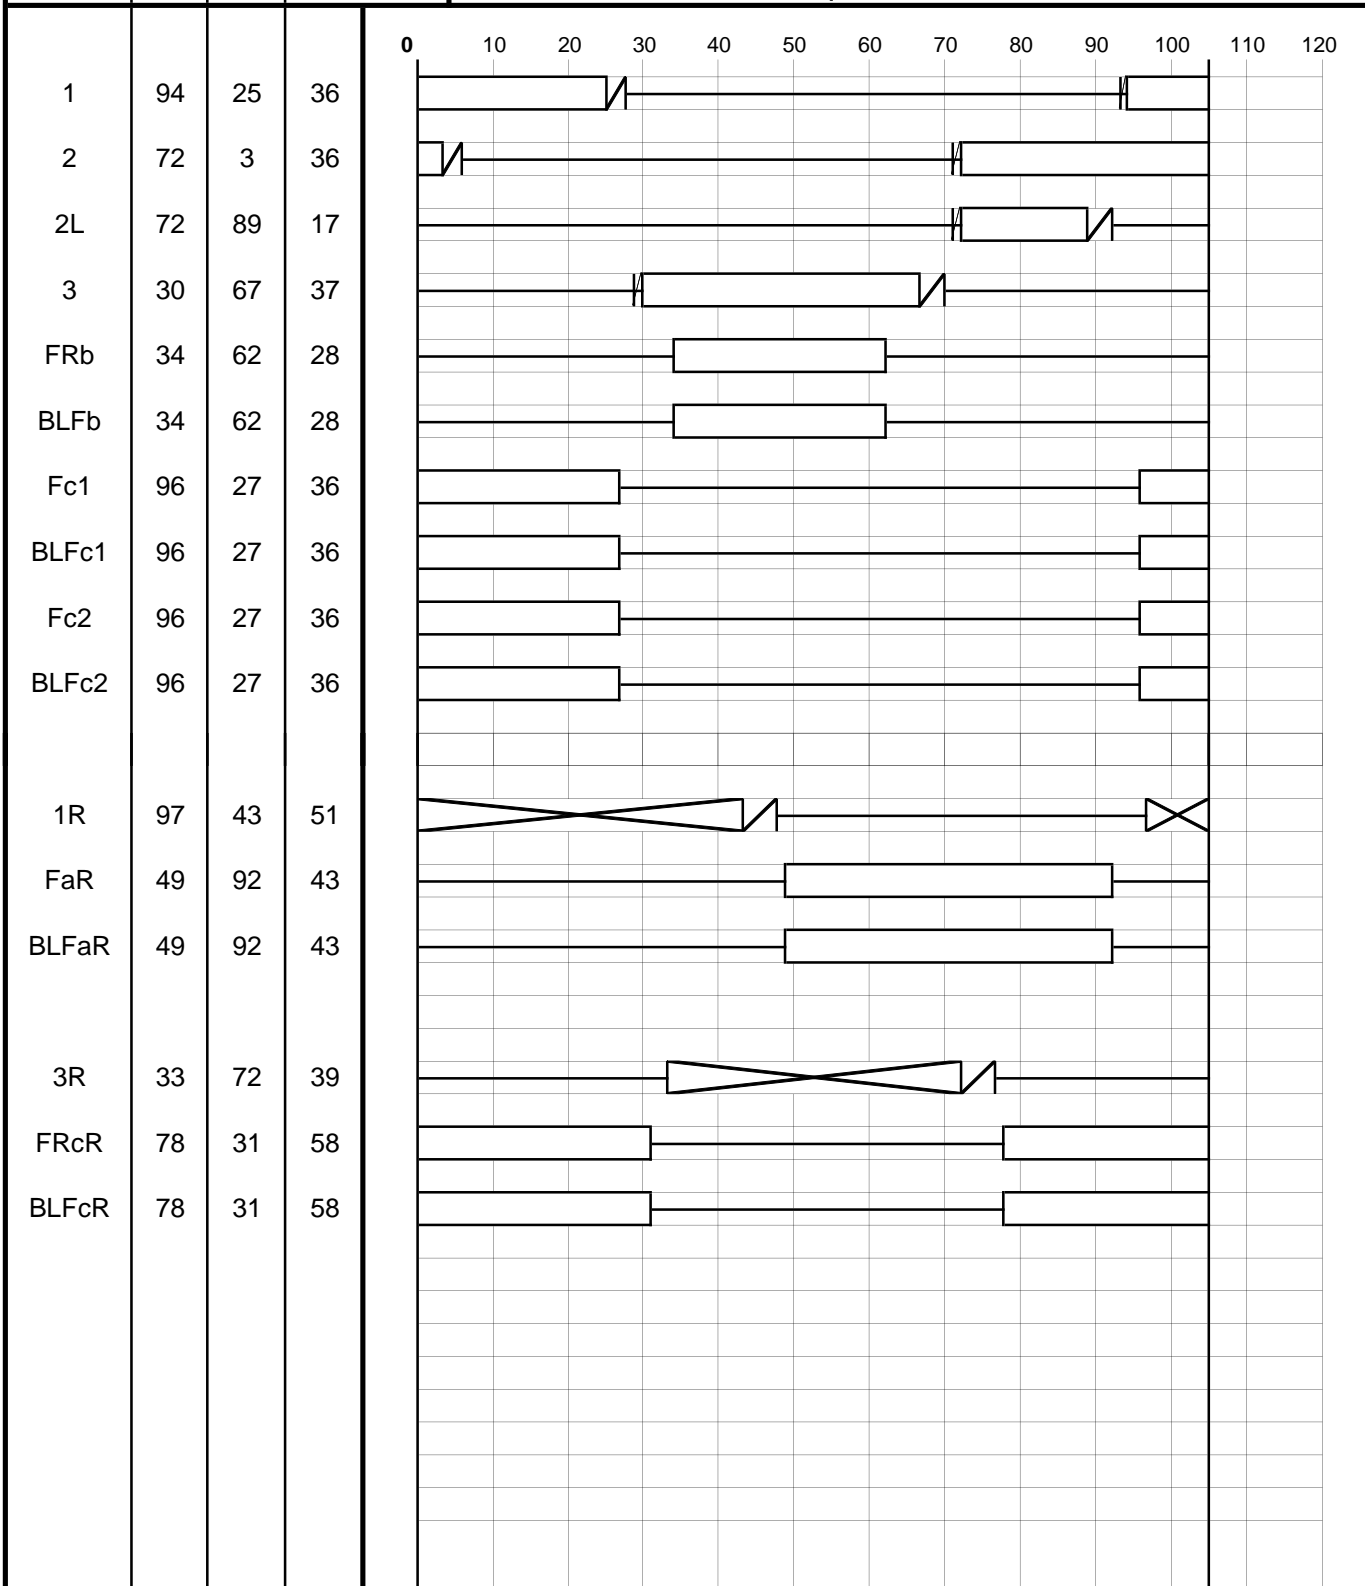 0 10 20 30 40 50 60 70 80 90 100 110 120
1 94 25 36
2 72 3 36
2L 72 89 17
3 30 67 37
FRb 34 62 28
BLFb 34 62 28
Fc1 96 27 36
BLFc1 96 27 36
Fc2 96 27 36
BLFc2 96 27 36
1R 97 43 51
FaR 49 92 43
BLFaR 49 92 43
3R 33 72 39
FRcR 78 31 58
BLFcR 78 31 58